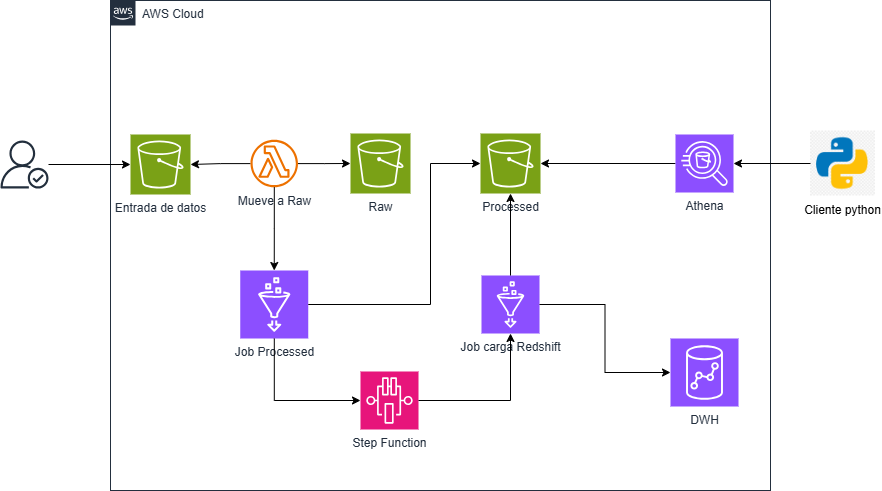 aws
AWS Cloud
Entrada de datos
Mueve a Raw
Raw
Processed
Athena
Cliente python
Job Processed
Job carga Redshift
Step Function
DWH